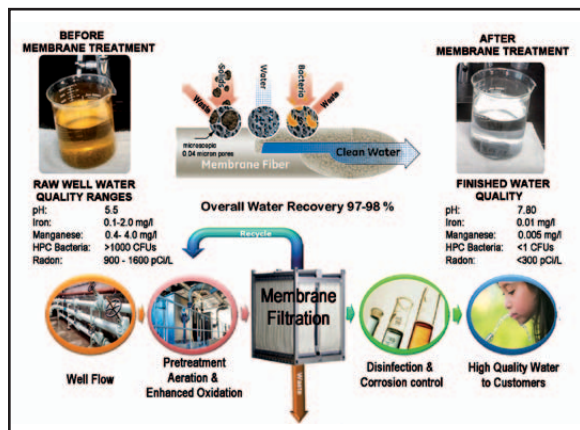 BEFORE
MEMBRANE TREATMENT
RAW WELL WATER
QUALITY RANGES
pH: 5.5
Iron: 0.1-2.0 mg/l
Manganese: 0.4- 4.0 mg/l
HPC Bacteria: >1000 CFUs
Radon: 900 - 1600 pCi/L
Waste
Solids
Water
Bacteria
Waste
microscopic
0.04 micron pores
Membrane Fiber
Clean Water
Overall Water Recovery 97-98 %
AFTER
MEMBRANE TREATMENT
FINISHED WATER
QUALITY
pH: 7.80
Iron: 0.01 mg/l
Manganese: 0.005 mg/l
HPC Bacteria: <1 CFUs
Radon: <300 pCi/L
Recycle
Membrane
Filtration
Waste
Well Flow
Pretreatment
Aeration &
Enhanced Oxidation
Disinfection &
Corrosion control
High Quality Water
to Customers